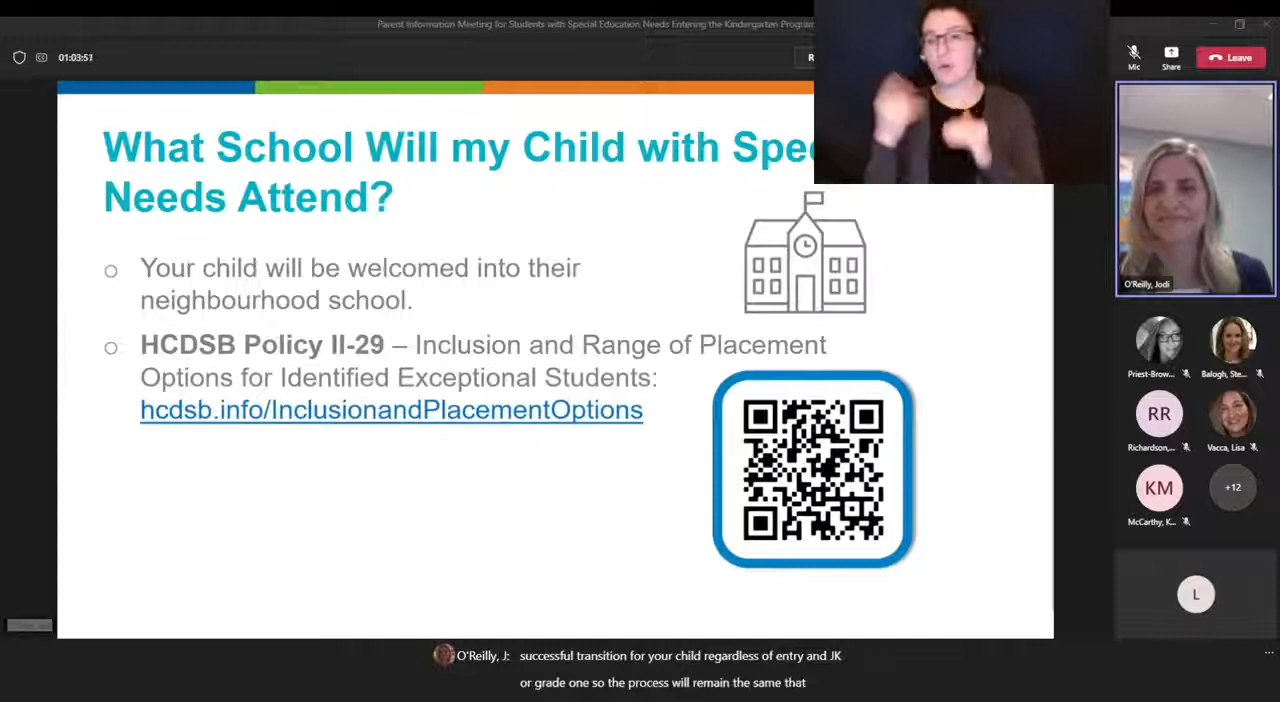 Parent Information Meeting for Students with Special Education Needs Entering the Kindergarten Program
01:03:51
Mic
Share
Leave
What School Will my Child with Spe
Needs Attend?
Your child will be welcomed into their
neighbourhood school.
HCDSB Policy II-29 – Inclusion and Range of Placement
Options for Identified Exceptional Students:
hcdsb.info/InclusionandPlacementOptions
O'Reilly, Jodi
Priest-Brow...
Balogh, Ste...
RR
Richardson,...
Vacca, Lisa
KM
+12
McCarthy, K...
L
O'Reilly, J: successful transition for your child regardless of entry and JK
or grade one so the process will remain the same that